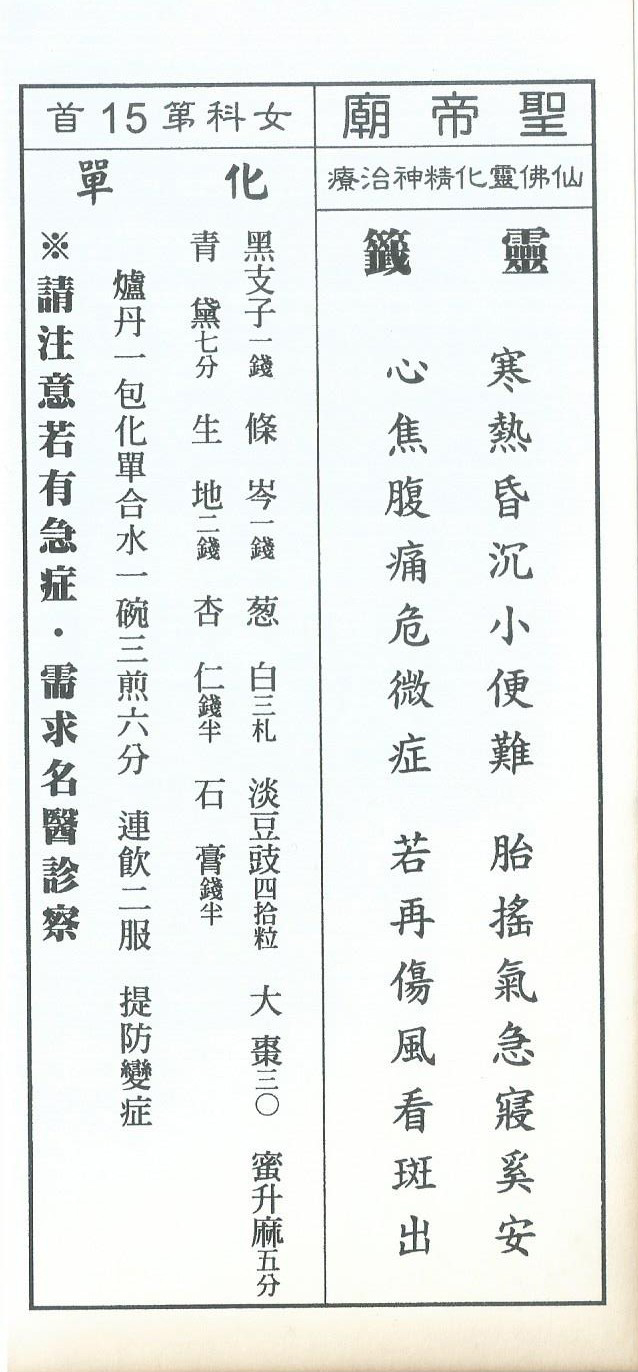 聖帝廟
仙佛靈化精神治療
靈籤
寒熱昏沉小便難 胎搖氣急寢奚安
心焦腹痛危微症 若再傷風看斑出
女科第15首
化單
黑支子一錢 條岑一錢 葱白三札 淡豆豉四拾粒 大棗三〇 蜜升麻五分
青黛七分 生地二錢 杏仁錢半 石膏錢半
爐丹一包化單合水一碗三煎六分 連飲二服 提防變症
※請注意若有急症・需求名醫診察